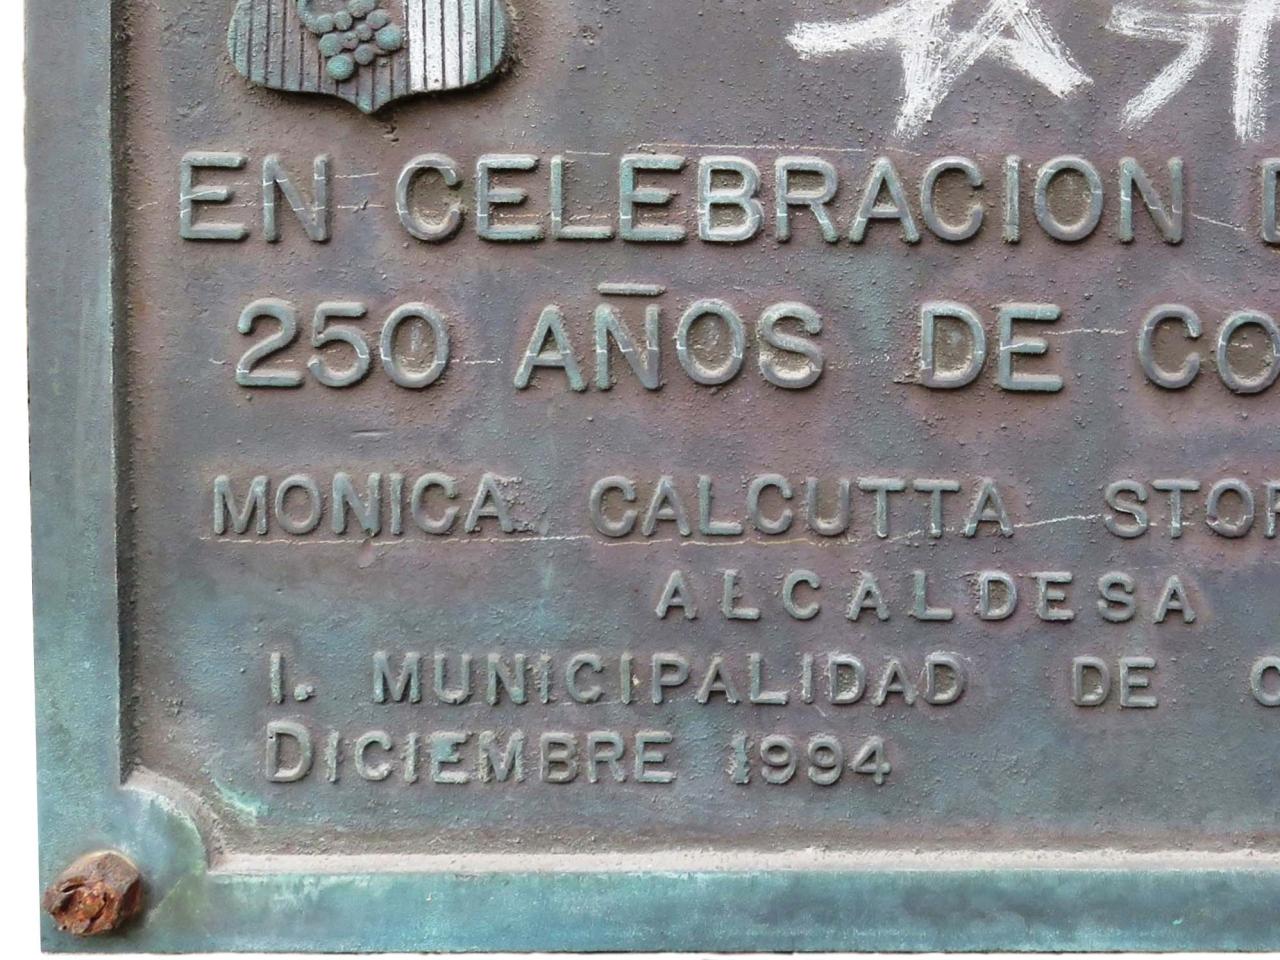 EN CELEBRACION
250 AÑOS DE
MONICA CALCUTTA
ALCALDESA
I. MUNICIPALIDAD DE
DICIEMBRE 1994